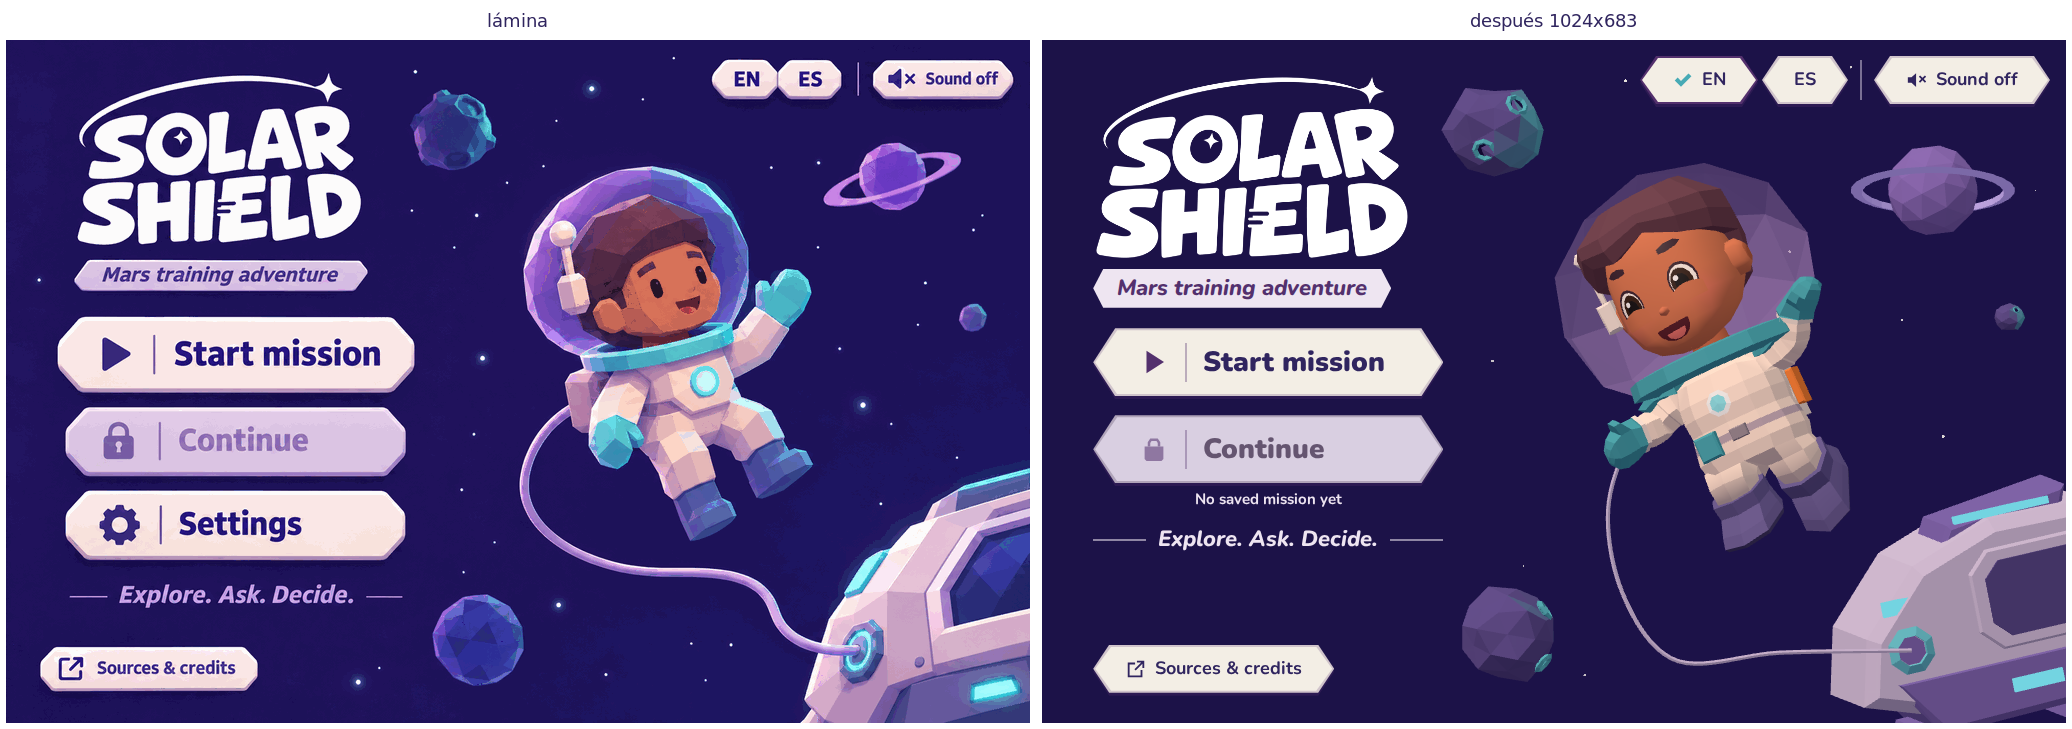 lámina
SOLAR
SHIELD
Mars training adventure
EN
ES
Sound off
Start mission
Continue
Settings
Explore. Ask. Decide.
Sources & credits
después 1024x683
SOLAR
SHIELD
Mars training adventure
EN
ES
Sound off
Start mission
Continue
No saved mission yet
Explore. Ask. Decide.
Sources & credits